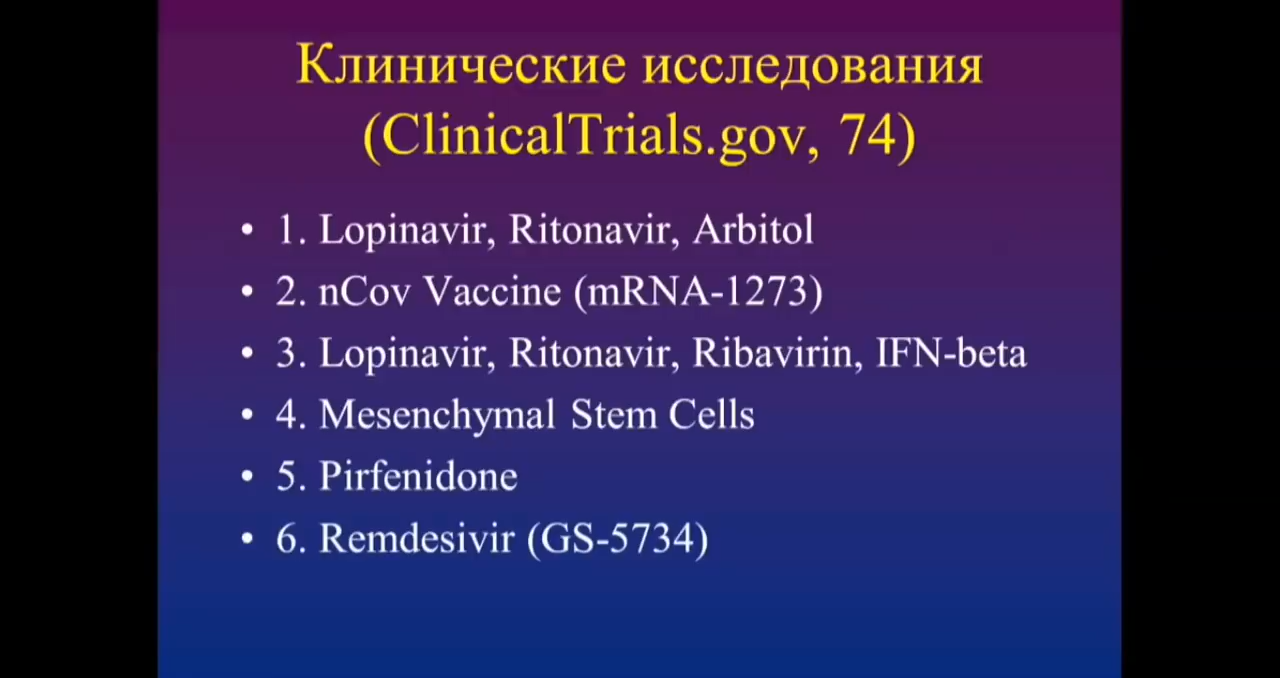 Клинические исследования
(ClinicalTrials.gov, 74)
• 1. Lopinavir, Ritonavir, Arbitol
• 2. nCov Vaccine (mRNA-1273)
• 3. Lopinavir, Ritonavir, Ribavirin, IFN-beta
• 4. Mesenchymal Stem Cells
• 5. Pirfenidone
• 6. Remdesivir (GS-5734)